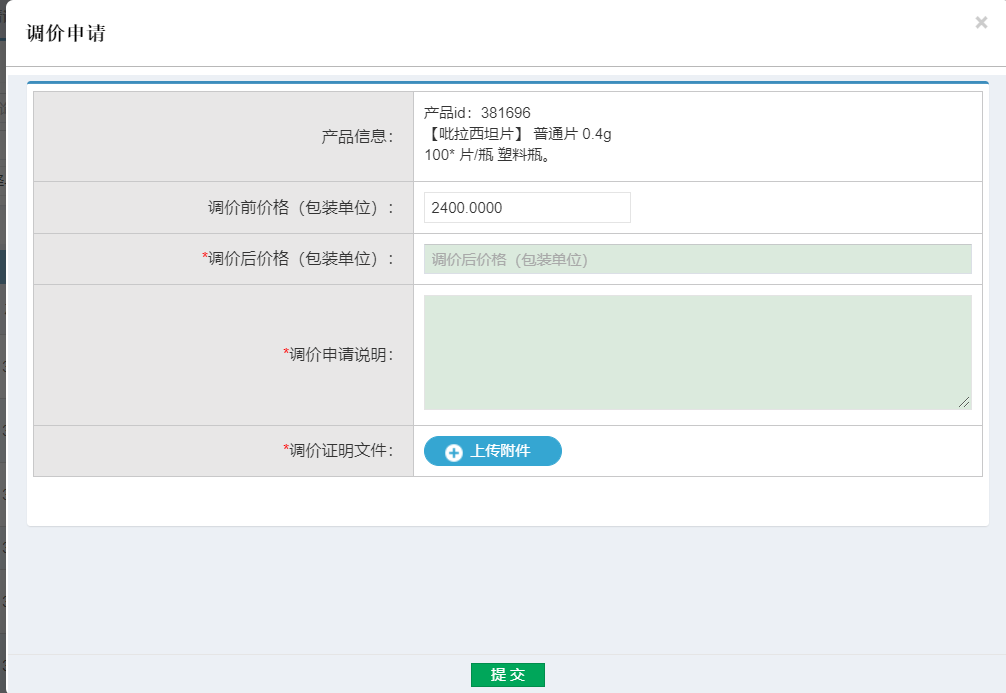 调价申请
×
产品信息：
产品id：381696
【吡拉西坦片】 普通片 0.4g
100* 片/瓶 塑料瓶。
调价前价格（包装单位）：
2400.0000
*调价后价格（包装单位）：
调价后价格（包装单位）
*调价申请说明：
*调价证明文件：
上传附件
提 交